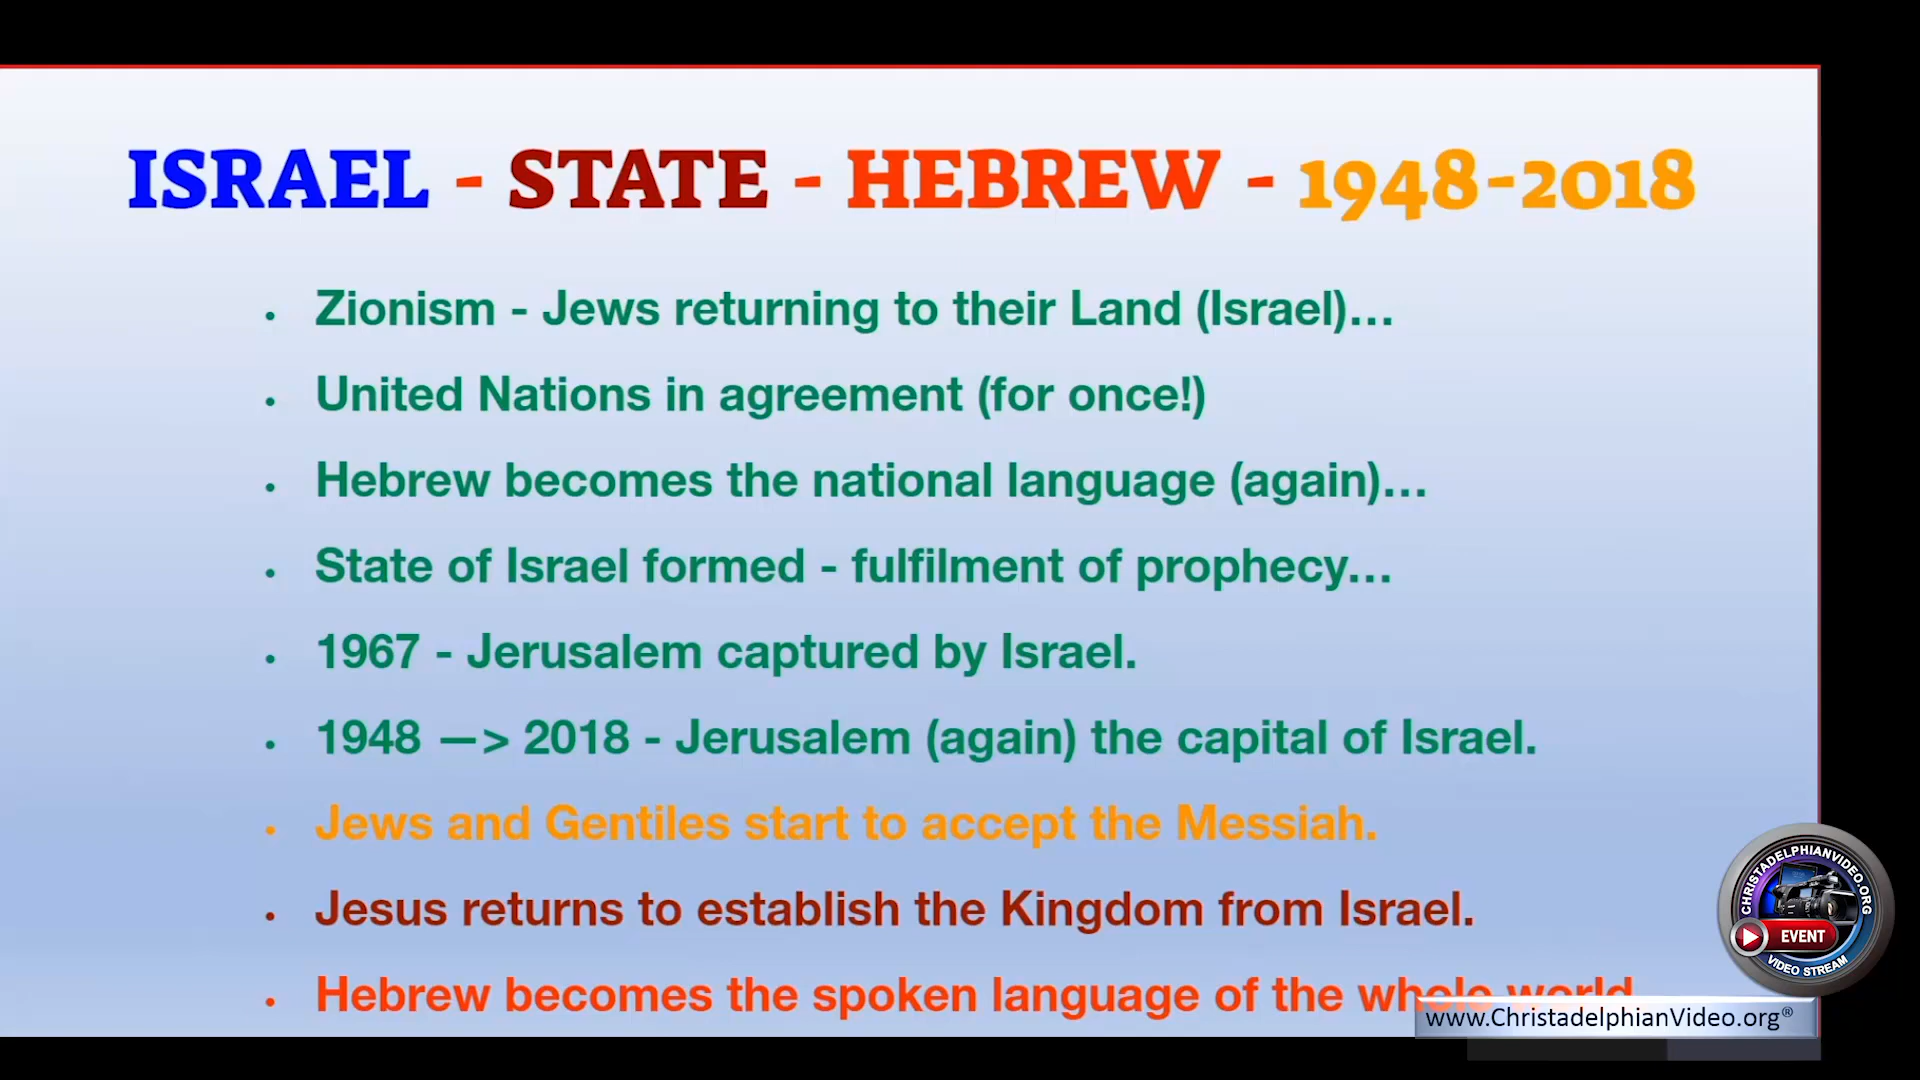 ISRAEL - STATE - HEBREW - 1948-2018
• Zionism - Jews returning to their Land (Israel)...
• United Nations in agreement (for once!)
• Hebrew becomes the national language (again)...
• State of Israel formed - fulfilment of prophecy...
• 1967 - Jerusalem captured by Israel.
• 1948 —> 2018 - Jerusalem (again) the capital of Israel.
• Jews and Gentiles start to accept the Messiah.
• Jesus returns to establish the Kingdom from Israel.
• Hebrew becomes the spoken language of the whole world
CHRISTADELPHIANVIDEO.ORG
EVENT
VIDEO STREAM
www.ChristadelphianVideo.org®